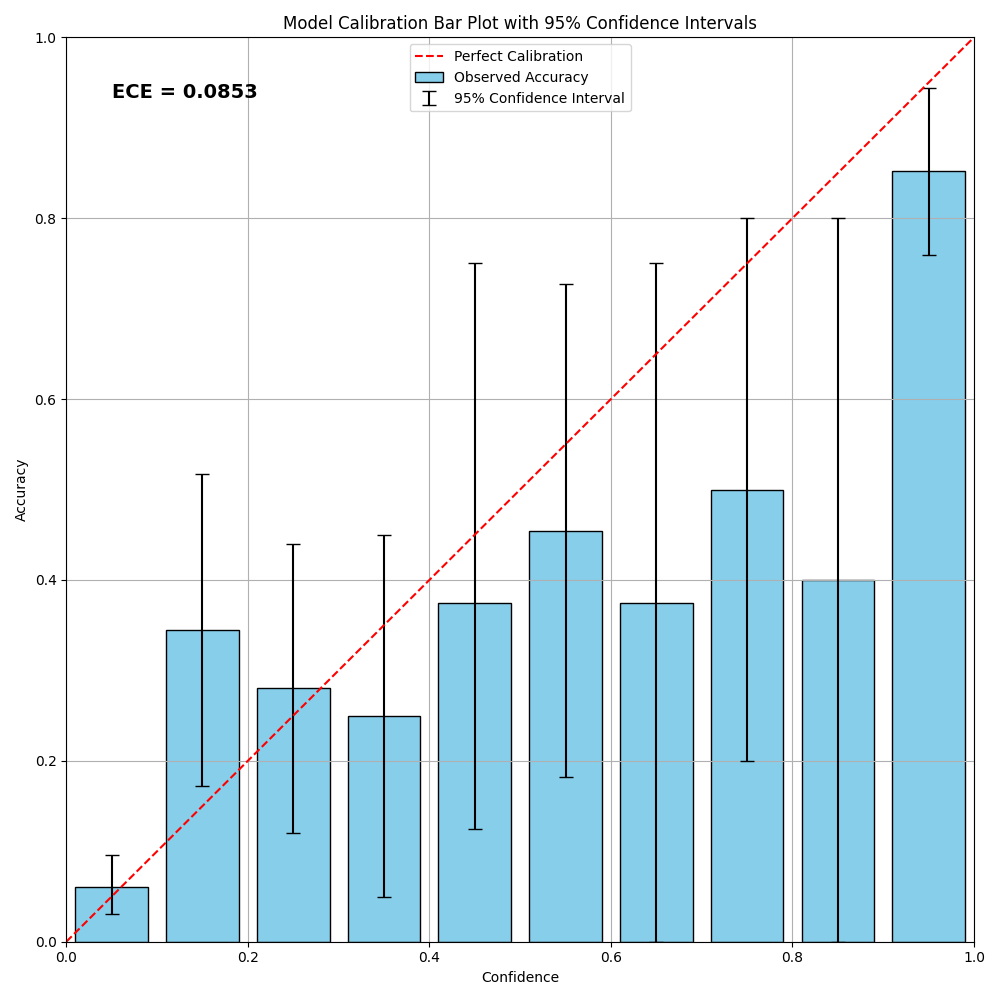 Model Calibration Bar Plot with 95% Confidence Intervals
ECE = 0.0853
Perfect Calibration
Observed Accuracy
95% Confidence Interval
Accuracy
1.0
0.8
0.6
0.4
0.2
0.0
0.0 0.2 0.4 0.6 0.8 1.0
Confidence